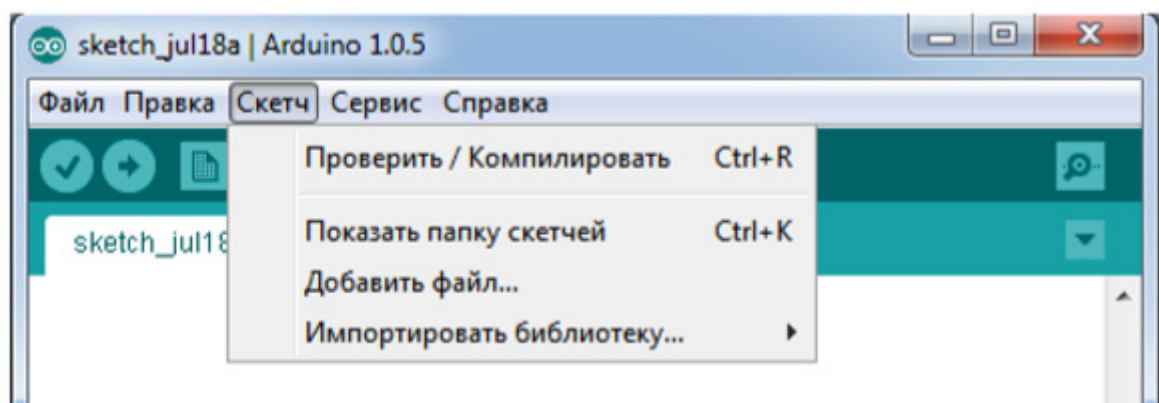 sketch_jul18a | Arduino 1.0.5
Файл Правка Скетч Сервис Справка
Проверить / Компилировать Ctrl+R
sketch_jul18
Показать папку скетчей Ctrl+K
Добавить файл...
Импортировать библиотеку...